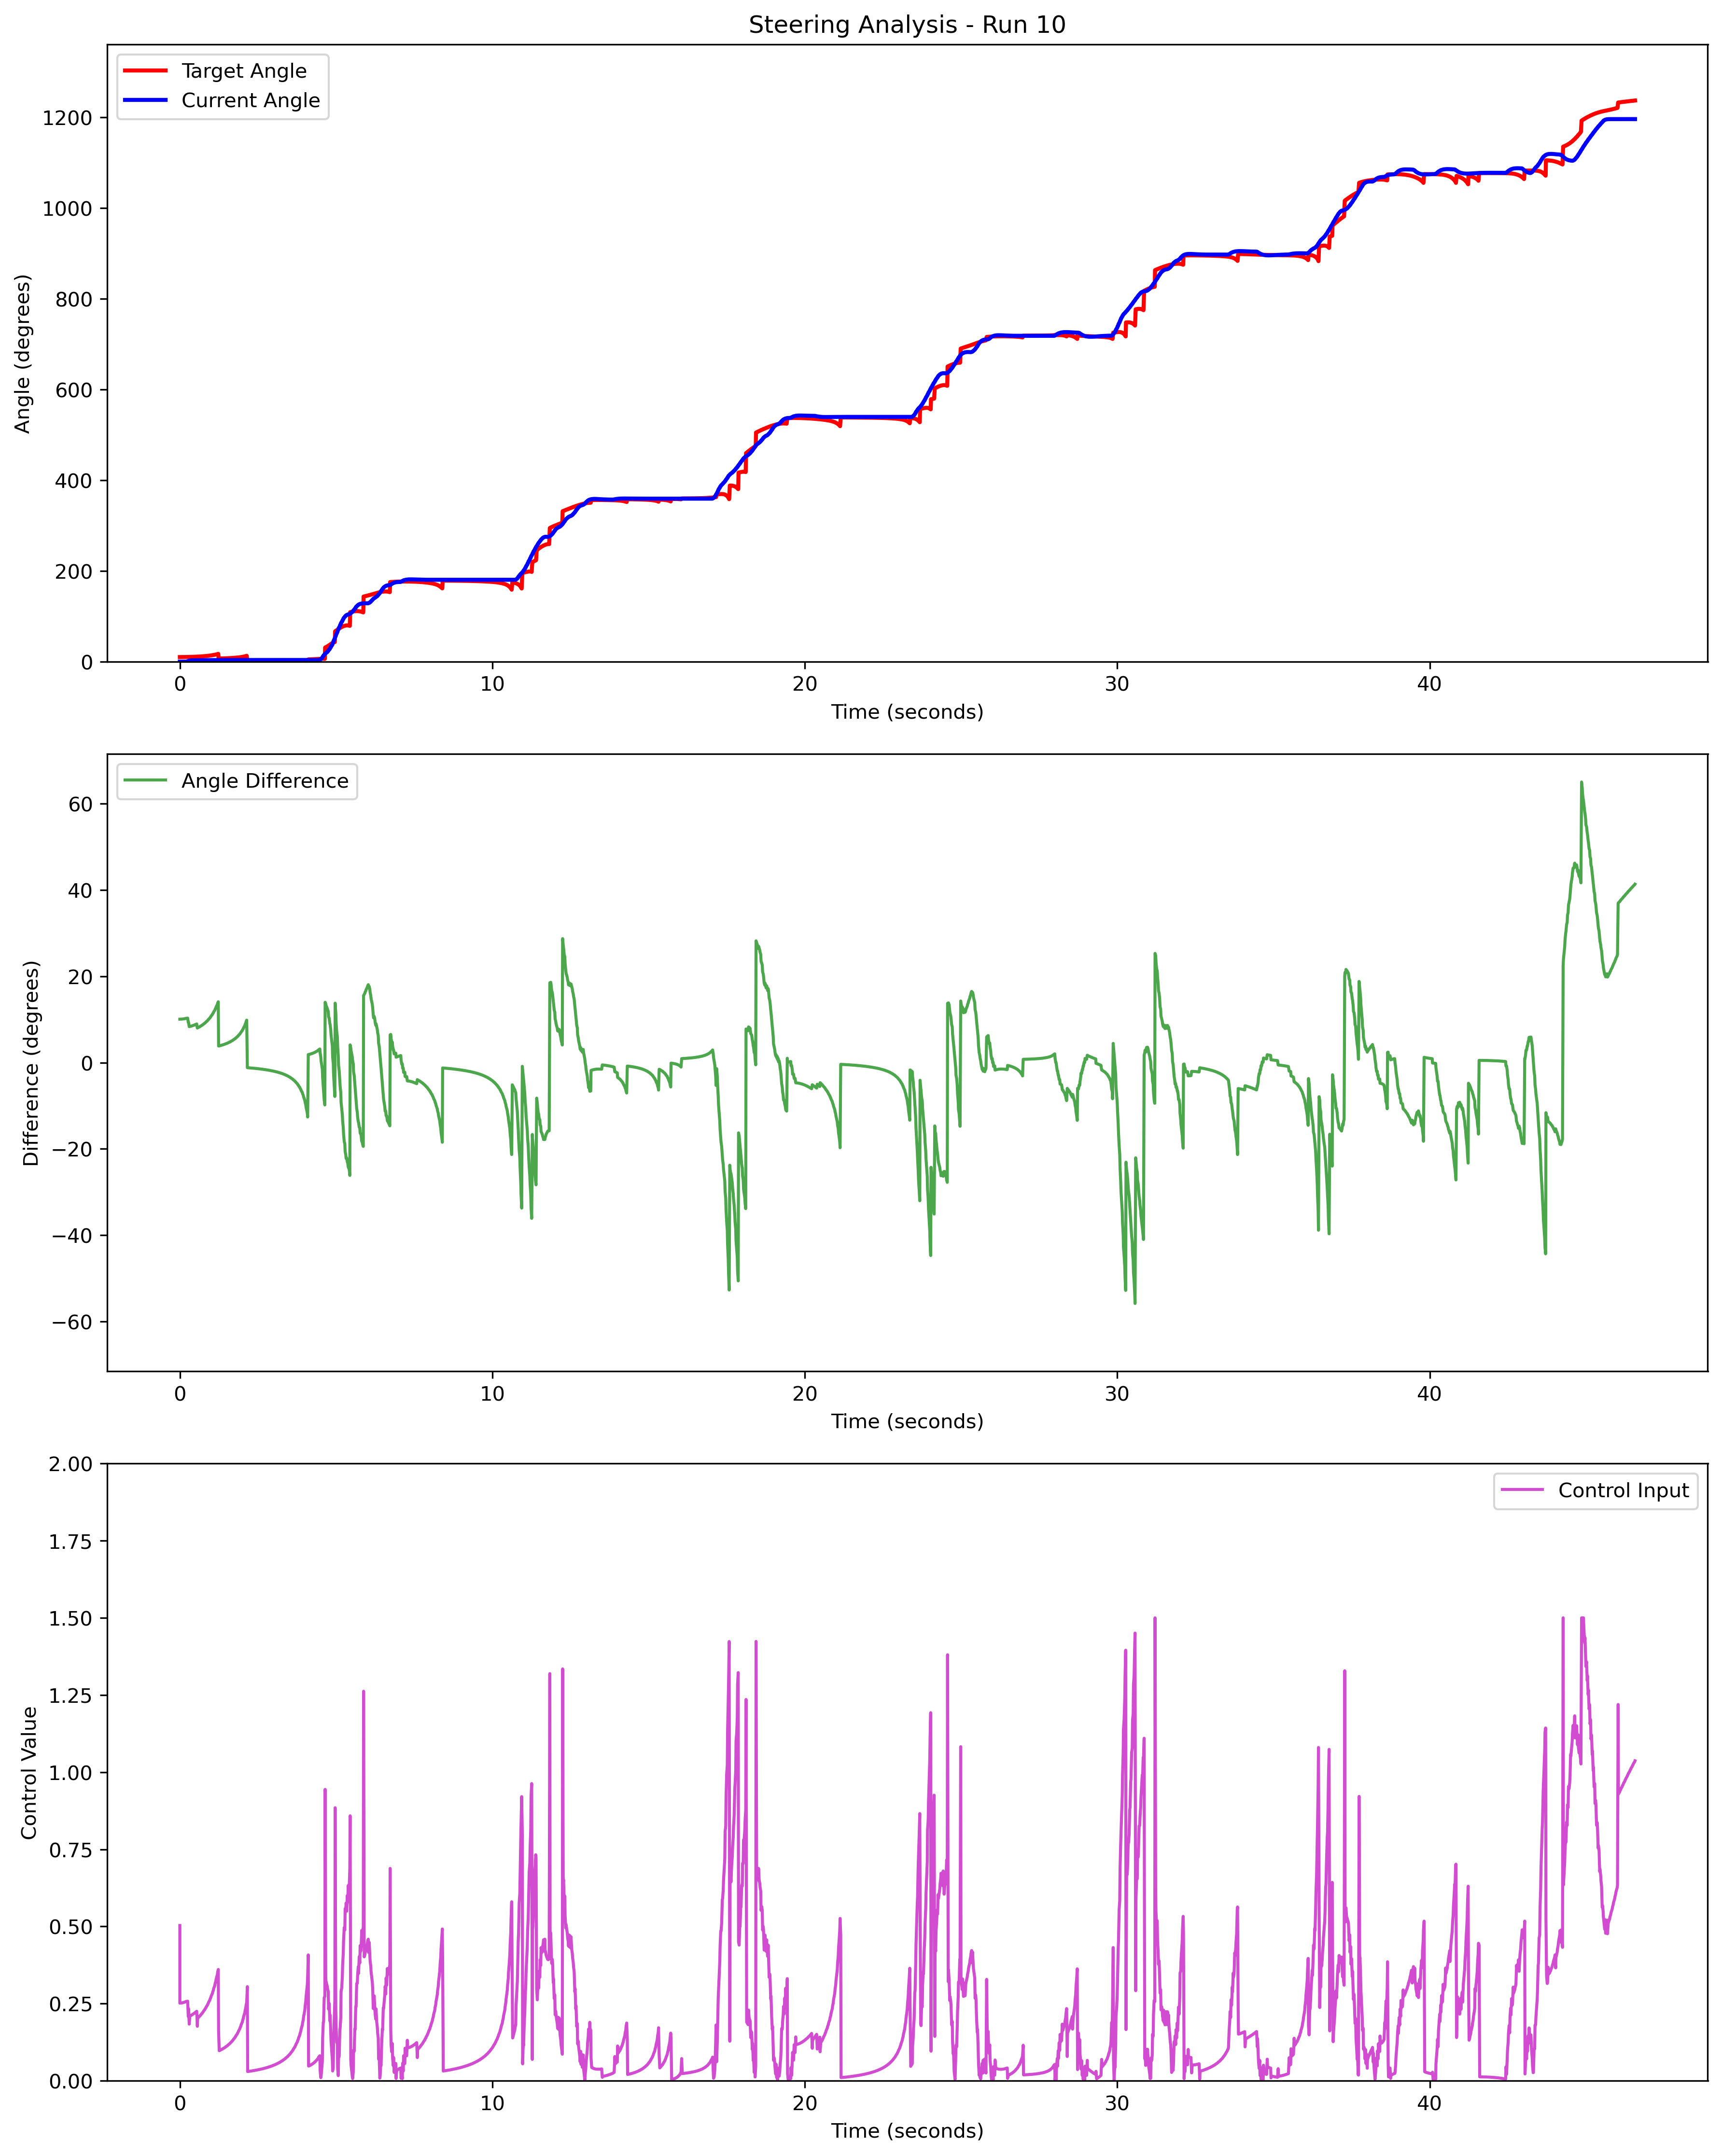 Steering Analysis - Run 10
Target Angle
Current Angle
Angle (degrees)
1200
1000
800
600
400
200
0
0 10 20 30 40
Time (seconds)
Angle Difference
Difference (degrees)
60
40
20
0
−20
−40
−60
0 10 20 30 40
Time (seconds)
Control Input
Control Value
2.00
1.75
1.50
1.25
1.00
0.75
0.50
0.25
0.00
0 10 20 30 40
Time (seconds)